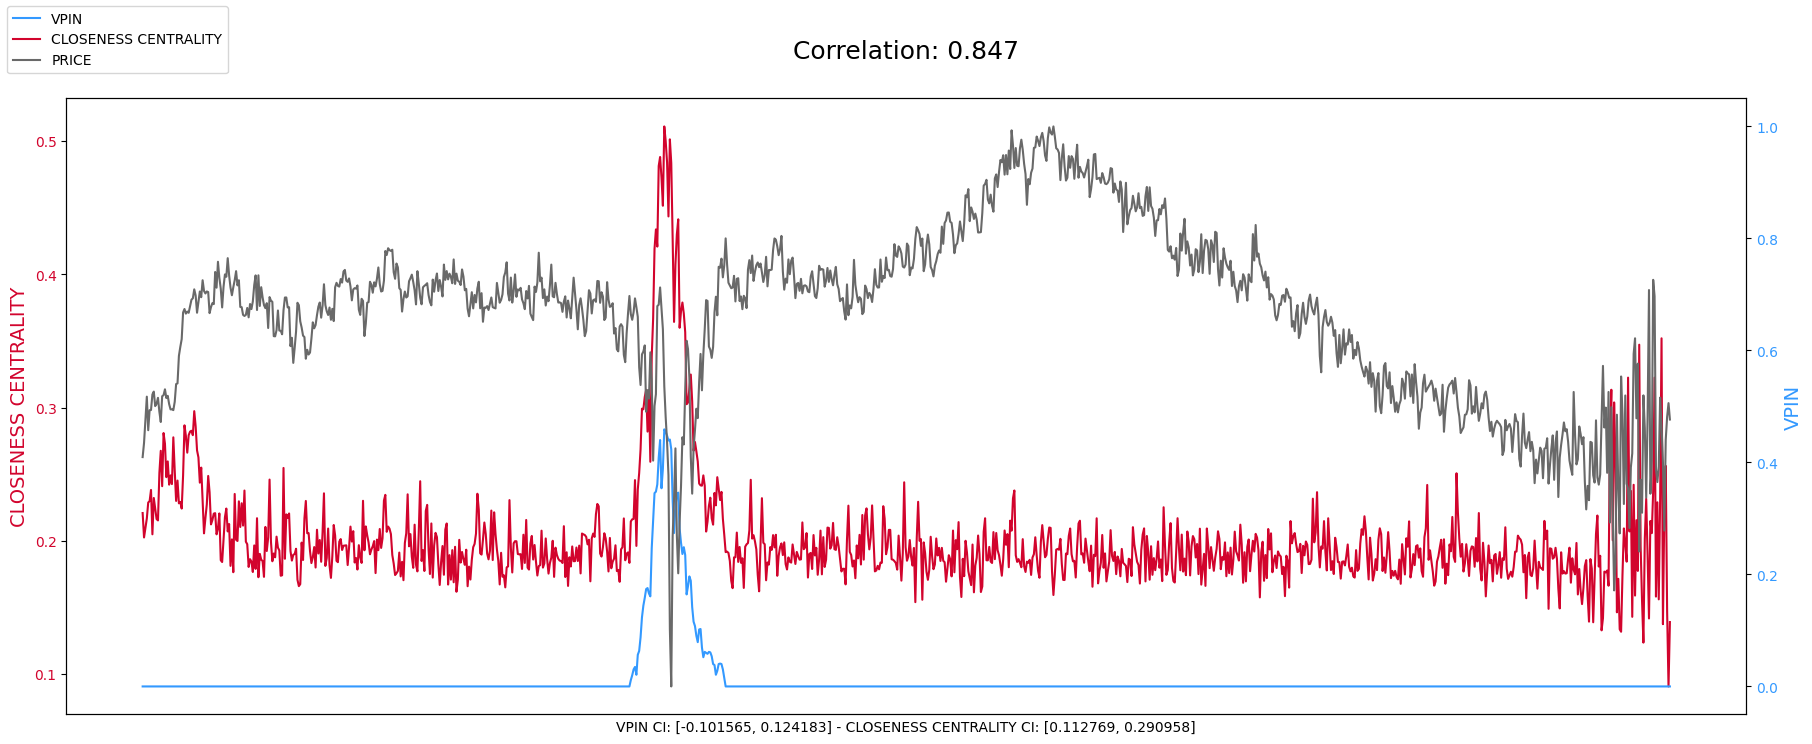 VPIN
CLOSENESS CENTRALITY
PRICE
Correlation: 0.847
CLOSENESS CENTRALITY
0.5
0.4
0.3
0.2
0.1
1.0
0.8
0.6
0.4
0.2
0.0
VPIN
VPIN CI: [-0.101565, 0.124183] - CLOSENESS CENTRALITY CI: [0.112769, 0.290958]